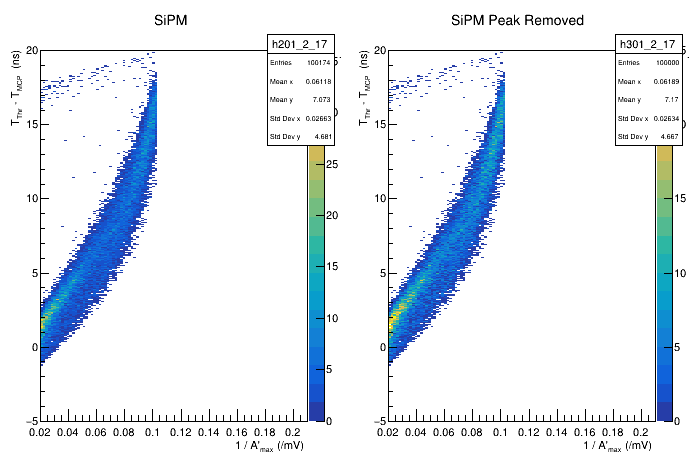 SiPM
h201_2_17
Entries 100174
Mean x 0.06118
Mean y 7.073
Std Dev x 0.02663
Std Dev y 4.681
T_Thr - T_MCP (ns)
20
15
10
5
0
−5
0.02 0.04 0.06 0.08 0.1 0.12 0.14 0.16 0.18 0.2
1 / A'_max (/mV)
25
20
15
10
5
0
SiPM Peak Removed
h301_2_17
Entries 100000
Mean x 0.06189
Mean y 7.17
Std Dev x 0.02634
Std Dev y 4.667
T_Thr - T_MCP (ns)
20
15
10
5
0
−5
0.02 0.04 0.06 0.08 0.1 0.12 0.14 0.16 0.18 0.2
1 / A'_max (/mV)
15
10
5
0